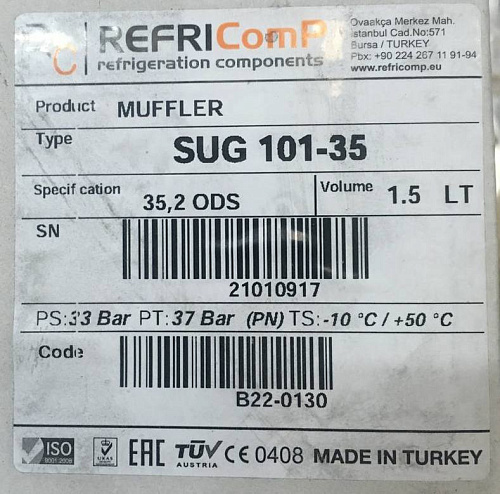 REFRIComP
refrigeration components
Ovaakça Merkez Mah.
İstanbul Cad.No:571
Bursa / TURKEY
Pbx: +90 224 267 11 91-94
www.refricomp.eu
Product MUFFLER
Type SUG 101-35
Specification 35,2 ODS Volume 1.5 LT
SN
21010917
PS:33 Bar PT:37 Bar (PN) TS: -10 °C / +50 °C
Code
B22-0130
ISO
9001:2008
UKAS
EAC TÜV AUSTRIA CE 0408 MADE IN TURKEY